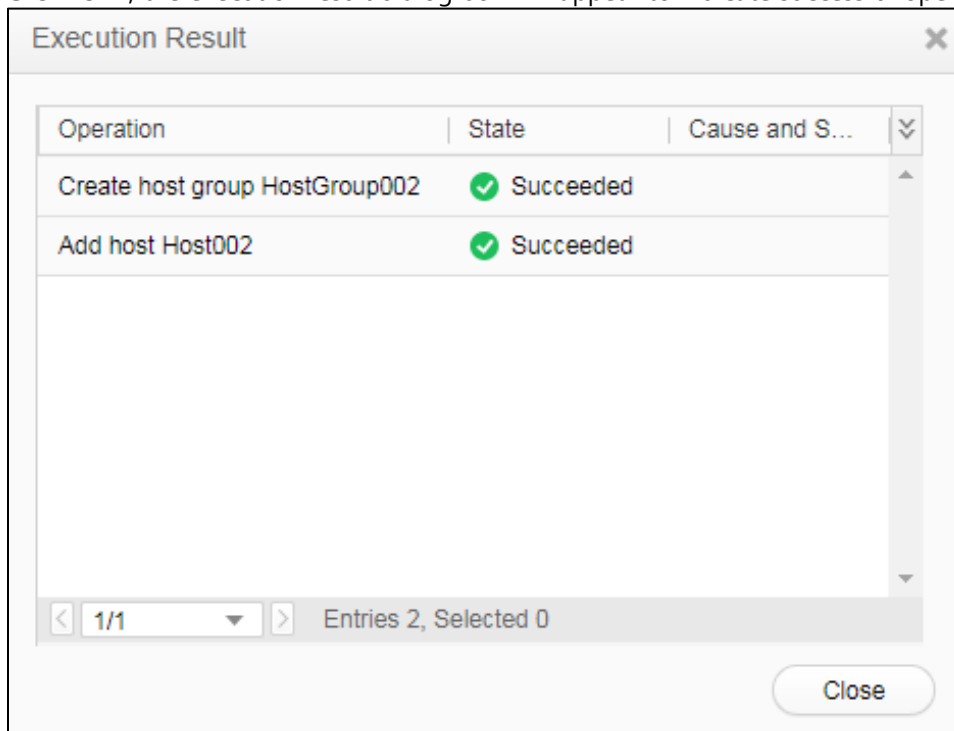 Execution Result
Operation State Cause and S...
Create host group HostGroup002 Succeeded
Add host Host002 Succeeded
1/1 Entries 2, Selected 0
Close